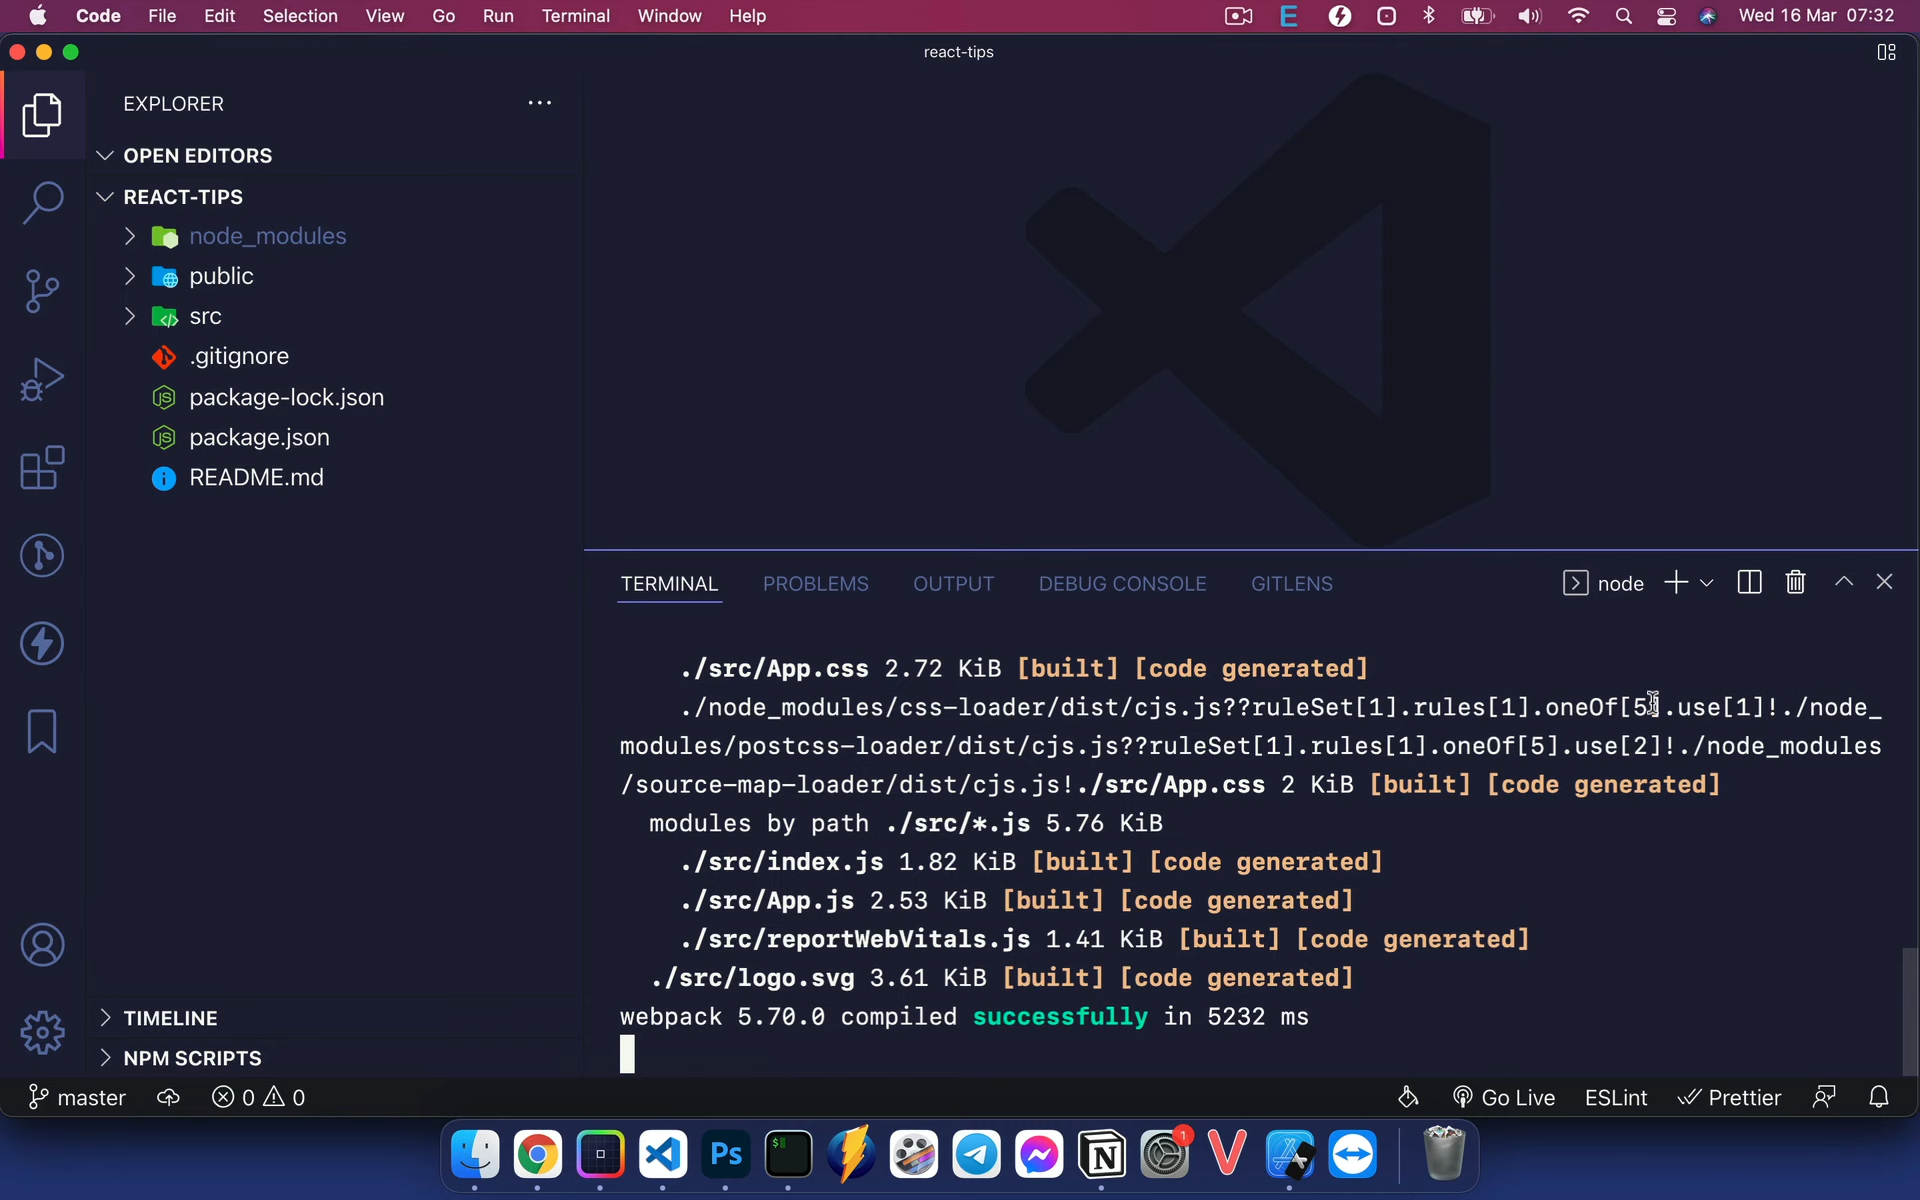 Code File Edit Selection View Go Run Terminal Window Help Wed 16 Mar 07:32
react-tips
EXPLORER
OPEN EDITORS
REACT-TIPS
node_modules
public
src
.gitignore
package-lock.json
package.json
README.md
TIMELINE
NPM SCRIPTS
TERMINAL PROBLEMS OUTPUT DEBUG CONSOLE GITLENS node
./src/App.css 2.72 KiB [built] [code generated]
./node_modules/css-loader/dist/cjs.js??ruleSet[1].rules[1].oneOf[5].use[1]!./node_
modules/postcss-loader/dist/cjs.js??ruleSet[1].rules[1].oneOf[5].use[2]!./node_modules
/source-map-loader/dist/cjs.js!./src/App.css 2 KiB [built] [code generated]
modules by path ./src/*.js 5.76 KiB
./src/index.js 1.82 KiB [built] [code generated]
./src/App.js 2.53 KiB [built] [code generated]
./src/reportWebVitals.js 1.41 KiB [built] [code generated]
./src/logo.svg 3.61 KiB [built] [code generated]
webpack 5.70.0 compiled successfully in 5232 ms
master 0 0 Go Live ESLint Prettier
Ps $ N 1